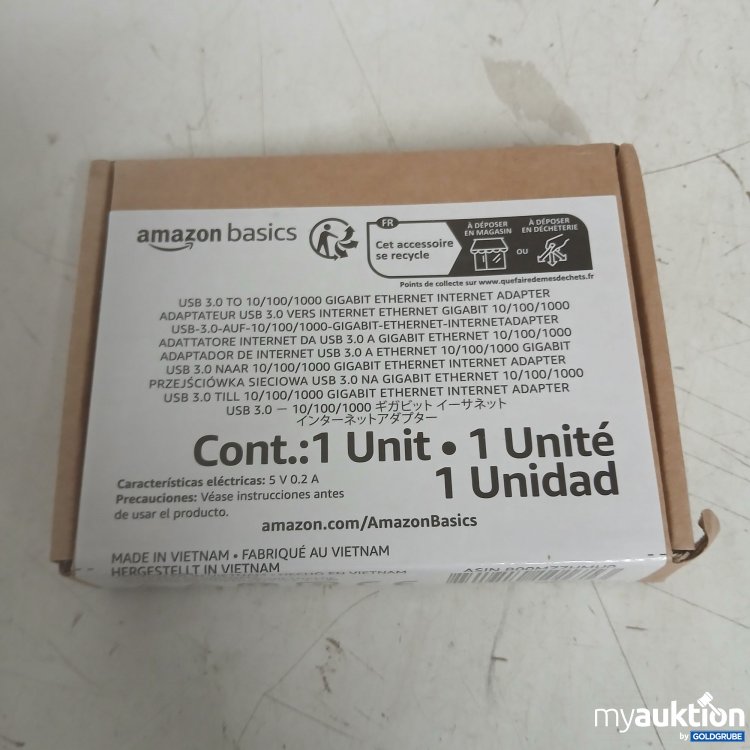 amazon basics
FR
Cet accessoire
se recycle
À DÉPOSER
EN MAGASIN
OU
À DÉPOSER
EN DÉCHÈTERIE
Points de collecte sur www.quefairedemesdechets.fr
USB 3.0 TO 10/100/1000 GIGABIT ETHERNET INTERNET ADAPTER
ADAPTATEUR USB 3.0 VERS INTERNET ETHERNET GIGABIT 10/100/1000
USB-3.0-AUF-10/100/1000-GIGABIT-ETHERNET-INTERNETADAPTER
ADATTATORE INTERNET DA USB 3.0 A GIGABIT ETHERNET 10/100/1000
ADAPTADOR DE INTERNET USB 3.0 A ETHERNET 10/100/1000 GIGABIT
USB 3.0 NAAR 10/100/1000 GIGABIT ETHERNET INTERNET ADAPTER
PRZEJŚCIÓWKA SIECIOWA USB 3.0 NA GIGABIT ETHERNET 10/100/1000
USB 3.0 TILL 10/100/1000 GIGABIT ETHERNET INTERNET ADAPTER
USB 3.0 － 10/100/1000 ギガビット イーサネット
インターネットアダプター
Cont.:1 Unit • 1 Unité
1 Unidad
Características eléctricas: 5 V 0.2 A
Precauciones: Véase instrucciones antes
de usar el producto.
amazon.com/AmazonBasics
MADE IN VIETNAM • FABRIQUÉ AU VIETNAM
HERGESTELLT IN VIETNAM
HECHO EN VIETNAM
ASIN
myauktion
by GOLDGRUBE